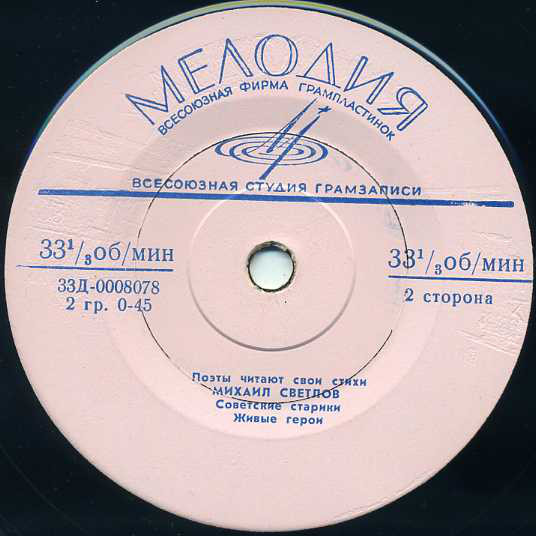 МЕЛОДИЯ
ВСЕСОЮЗНАЯ ФИРМА ГРАМПЛАСТИНОК
ВСЕСОЮЗНАЯ СТУДИЯ ГРАМЗАПИСИ
33¹/₃об/мин
33¹/₃об/мин
33Д-0008078
2 гр. 0-45
2 сторона
Поэты читают свои стихи
МИХАИЛ СВЕТЛОВ
Советские старики
Живые герои